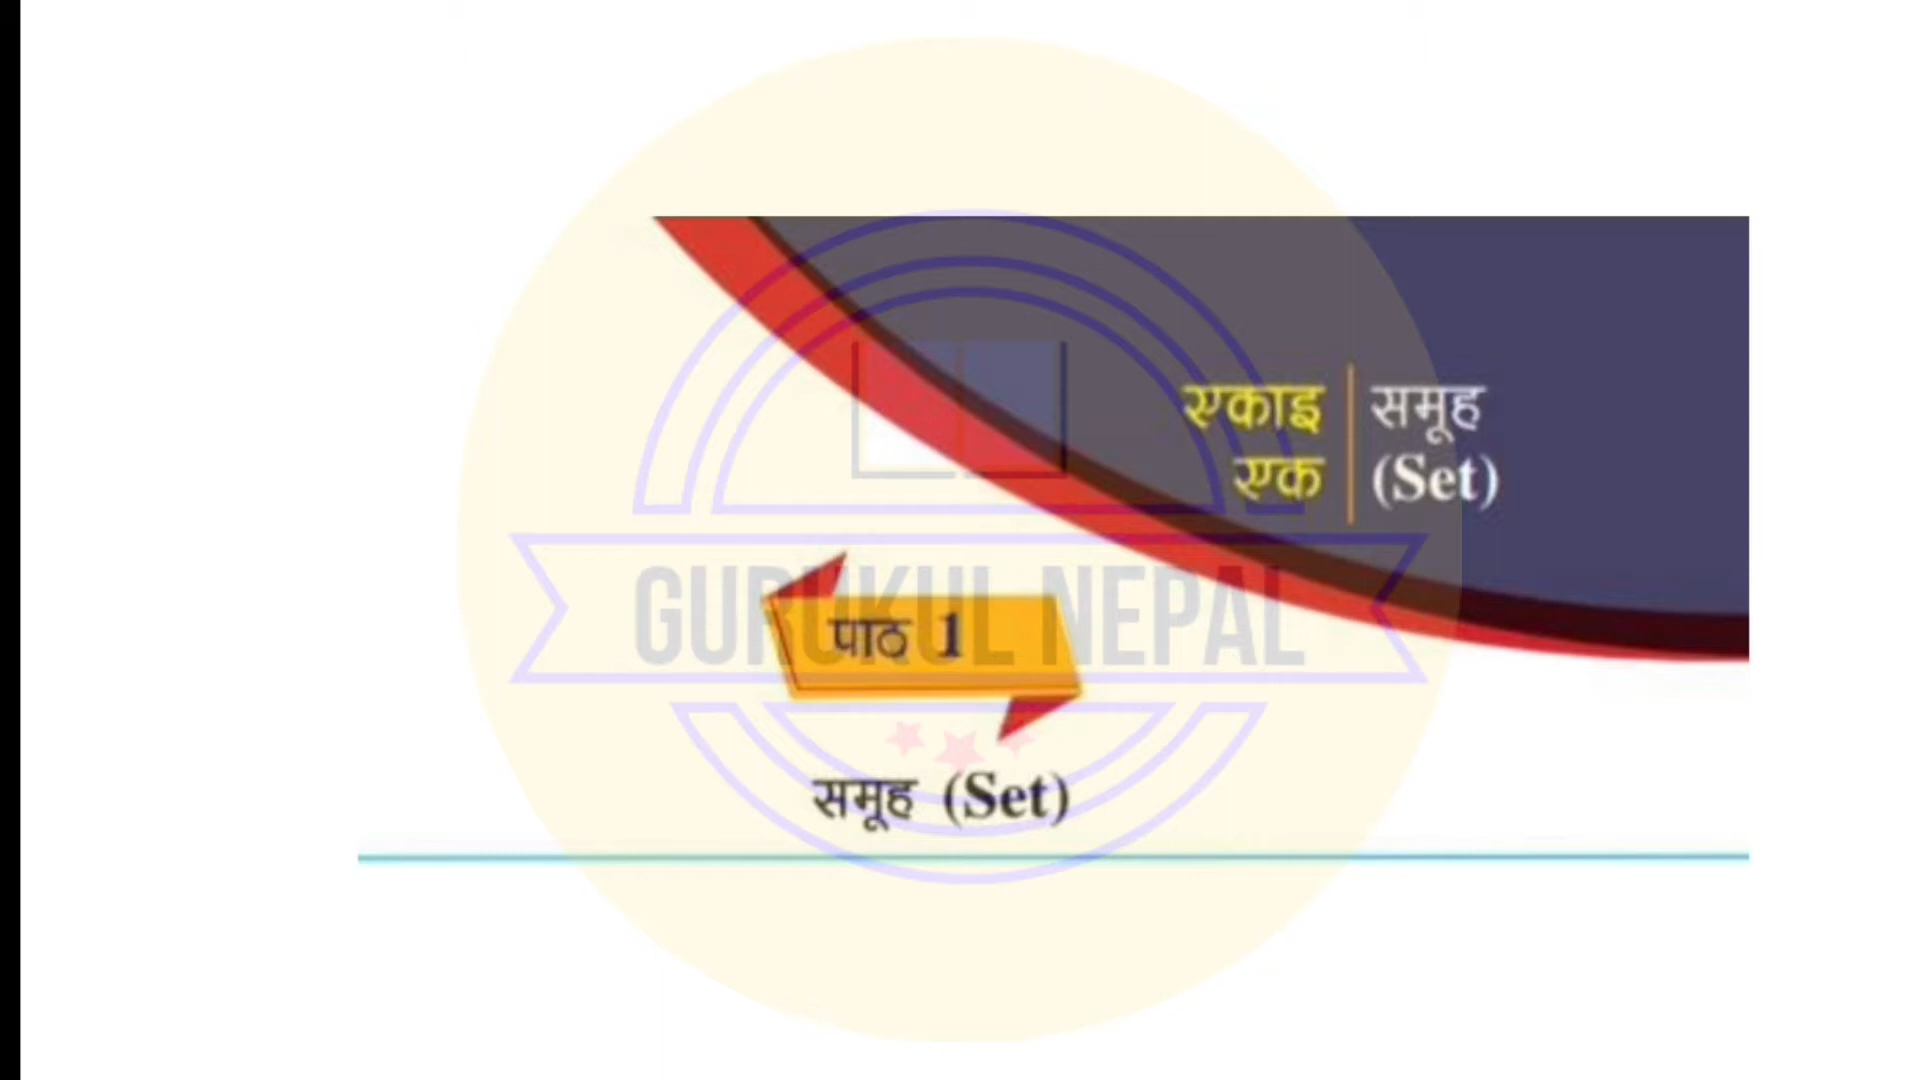 एकाइ समूह
एक (Set)
GURUKUL NEPAL
पाठ 1
समूह (Set)